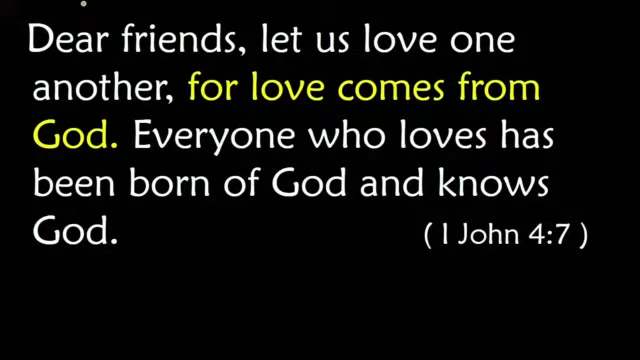 Dear friends, let us love one
another, for love comes from
God. Everyone who loves has
been born of God and knows
God. ( I John 4:7 )